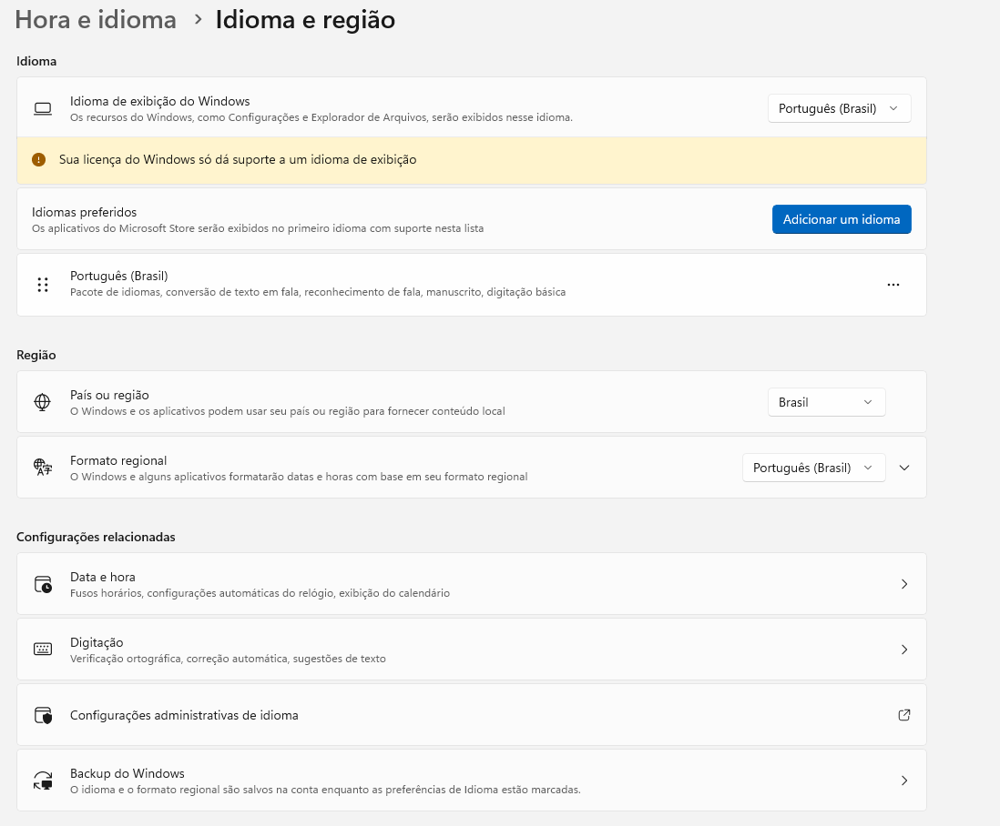 Hora e idioma > Idioma e região
Idioma
Idioma de exibição do Windows
Os recursos do Windows, como Configurações e Explorador de Arquivos, serão exibidos nesse idioma.
Português (Brasil)
Sua licença do Windows só dá suporte a um idioma de exibição
Idiomas preferidos
Os aplicativos do Microsoft Store serão exibidos no primeiro idioma com suporte nesta lista
Adicionar um idioma
Português (Brasil)
Pacote de idiomas, conversão de texto em fala, reconhecimento de fala, manuscrito, digitação básica
Região
País ou região
O Windows e os aplicativos podem usar seu país ou região para fornecer conteúdo local
Brasil
Formato regional
O Windows e alguns aplicativos formatarão datas e horas com base em seu formato regional
Português (Brasil)
Configurações relacionadas
Data e hora
Fusos horários, configurações automáticas do relógio, exibição do calendário
Digitação
Verificação ortográfica, correção automática, sugestões de texto
Configurações administrativas de idioma
Backup do Windows
O idioma e o formato regional são salvos na conta enquanto as preferências de Idioma estão marcadas.